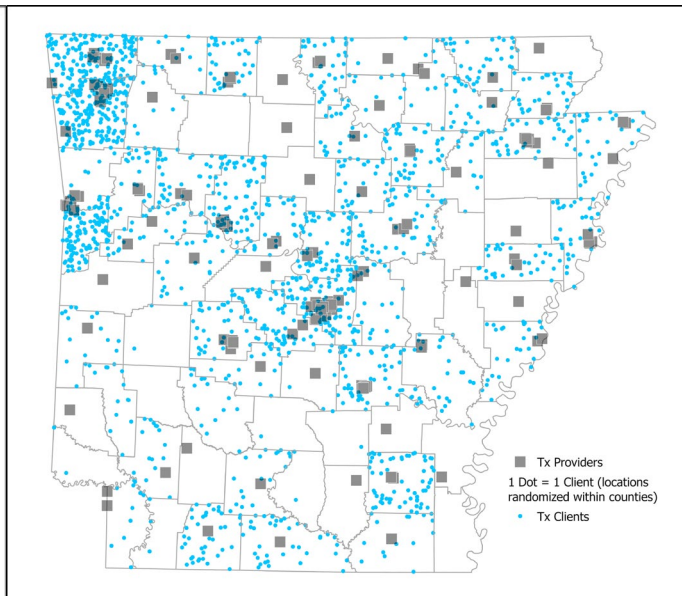 Tx Providers
1 Dot = 1 Client (locations
randomized within counties)
Tx Clients